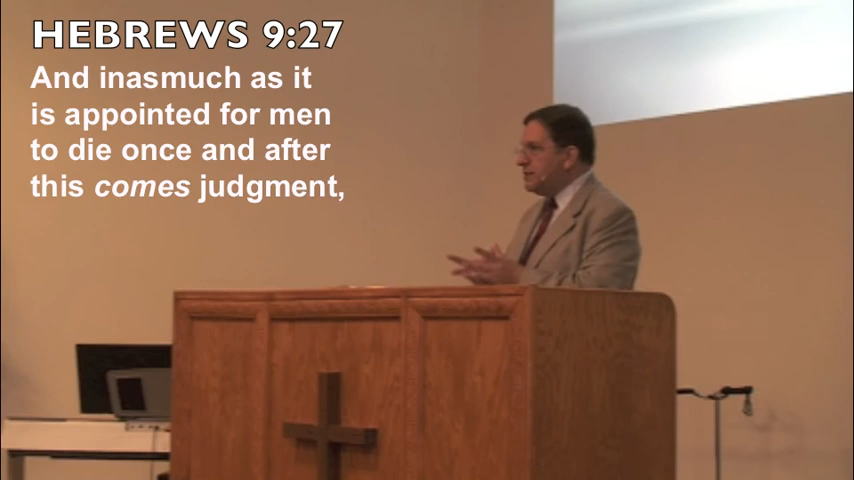 HEBREWS 9:27
And inasmuch as it
is appointed for men
to die once and after
this comes judgment,